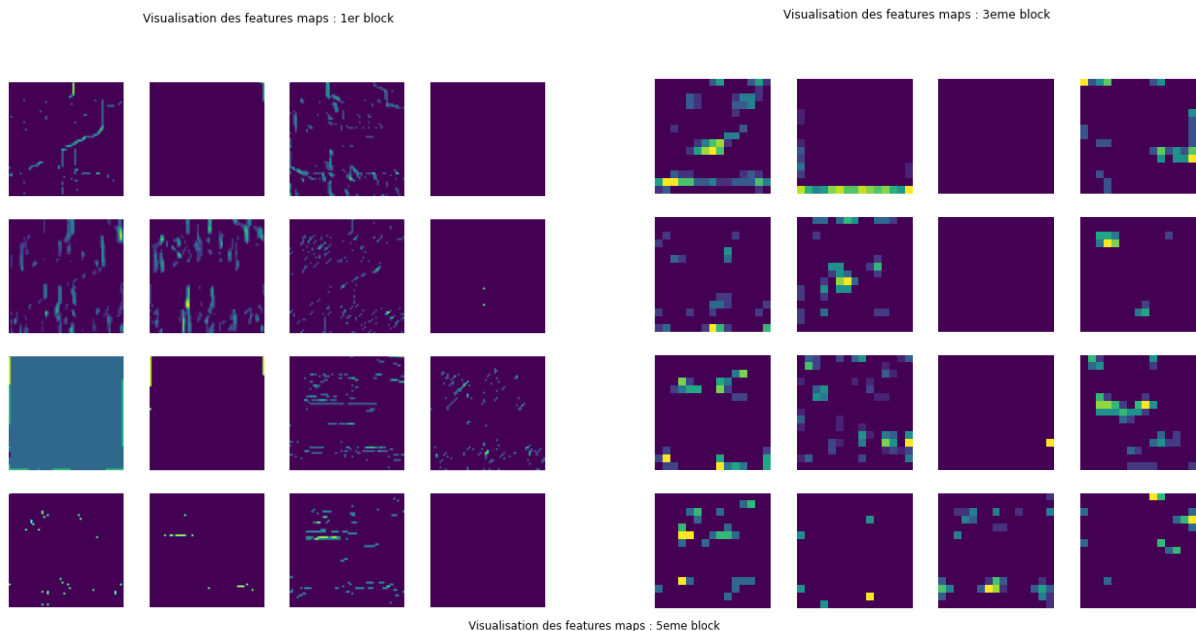 Visualisation des features maps : 1er block
Visualisation des features maps : 3eme block
Visualisation des features maps : 5eme block